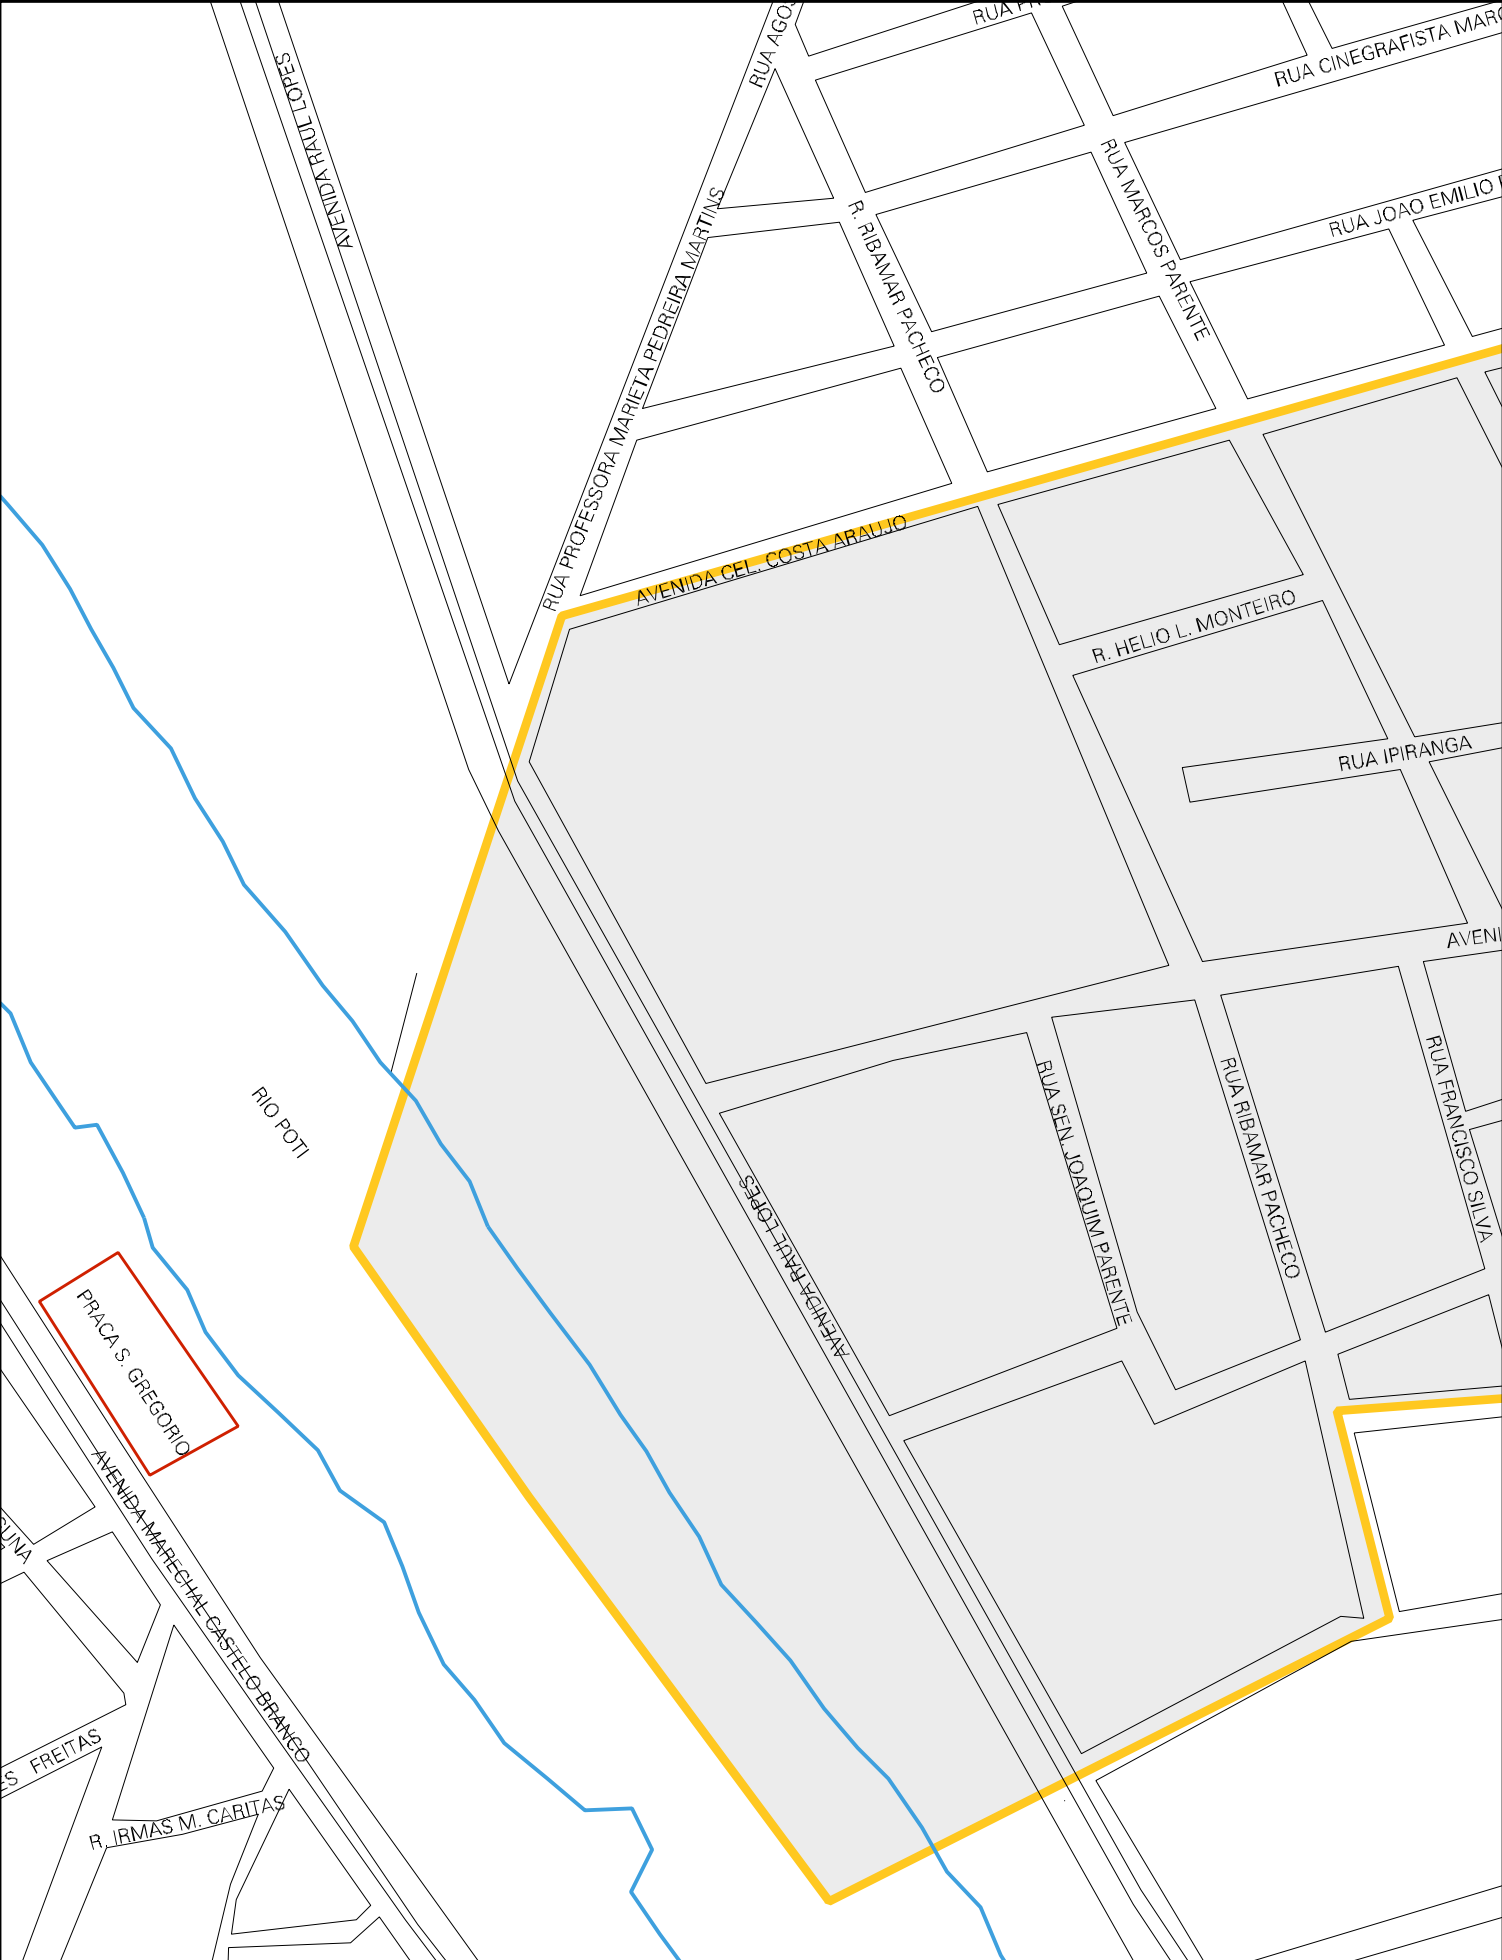 RUA
RUA CINEGRAFISTA
AVENIDA RAUL LOPES
RUA
RUA MARCOS PARENTE
RUA JOAO EMILIO
RUA PROFESSORA MARIETA PEDREIRA MARTINS
R. RIBAMAR PACHECO
AVENIDA CEL. COSTA ARAUJO
R. HELIO L. MONTEIRO
RUA IPIRANGA
RUA SEN. JOAQUIM PARENTE
RUA RIBAMAR PACHECO
RUA FRANCISCO SILVA
RIO POTI
AVENIDA RAUL LOPES
PRACA S. GREGORIO
AVENIDA MARECHAL CASTELO BRANCO
FREITAS
R. IRMAS M. CARITAS